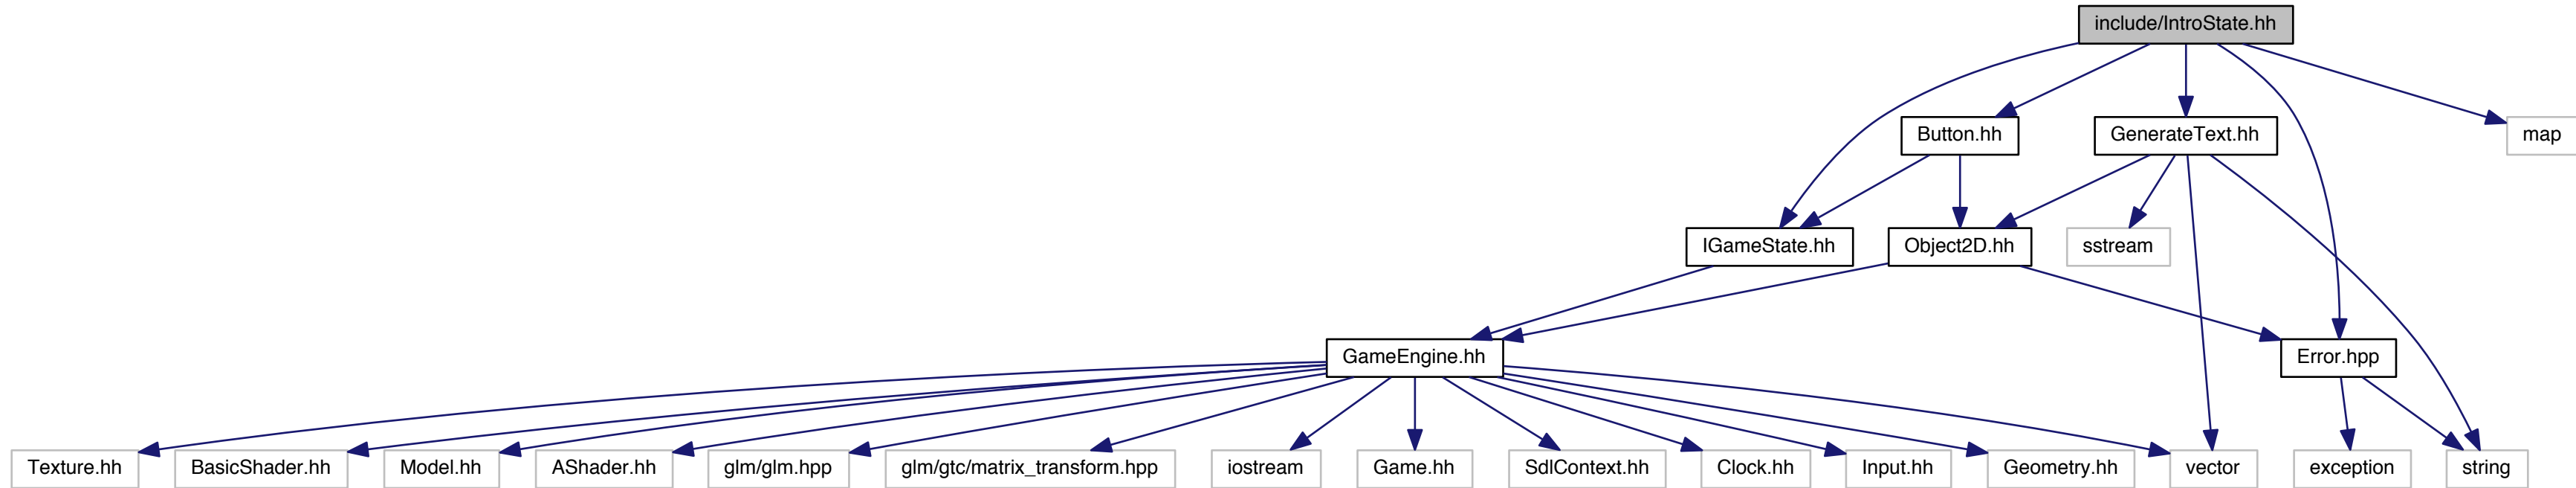 include/IntroState.hh
Button.hh
GenerateText.hh
map
IGameState.hh
Object2D.hh
sstream
GameEngine.hh
Error.hpp
Texture.hh
BasicShader.hh
Model.hh
AShader.hh
glm/glm.hpp
glm/gtc/matrix_transform.hpp
iostream
Game.hh
SdlContext.hh
Clock.hh
Input.hh
Geometry.hh
vector
exception
string